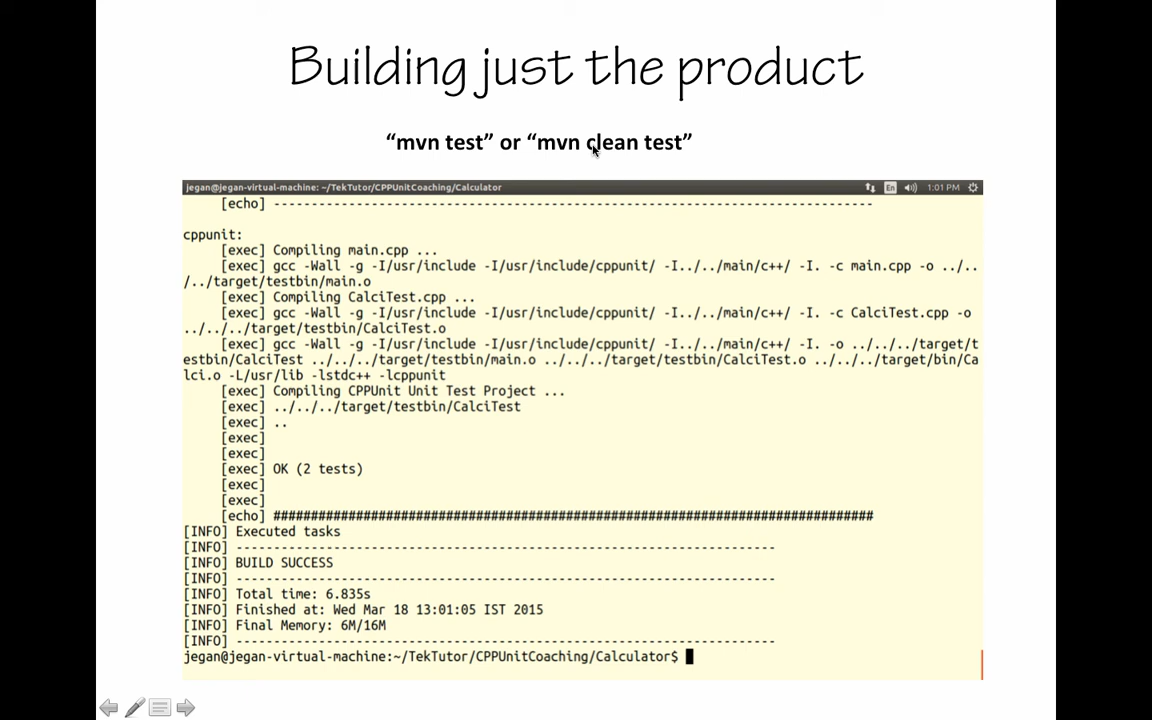 Building just the product
“mvn test” or “mvn clean test”
jegan@jegan-virtual-machine: ~/TekTutor/CPPUnitCoaching/Calculator En 1:01 PM
[echo] --------------------------------------------------------------------------------
cppunit:
[exec] Compiling main.cpp ...
[exec] gcc -Wall -g -I/usr/include -I/usr/include/cppunit/ -I../../main/c++/ -I. -c main.cpp -o ../..
/../target/testbin/main.o
[exec] Compiling CalciTest.cpp ...
[exec] gcc -Wall -g -I/usr/include -I/usr/include/cppunit/ -I../../main/c++/ -I. -c CalciTest.cpp -o
../../../target/testbin/CalciTest.o
[exec] gcc -Wall -g -I/usr/include -I/usr/include/cppunit/ -I../../main/c++/ -I. -o ../../../target/t
estbin/CalciTest ../../../target/testbin/main.o ../../../target/testbin/CalciTest.o ../../../target/bin/Ca
lci.o -L/usr/lib -lstdc++ -lcppunit
[exec] Compiling CPPUnit Unit Test Project ...
[exec] ../../../target/testbin/CalciTest
[exec] ..
[exec]
[exec]
[exec] OK (2 tests)
[exec]
[exec]
[echo] ################################################################################
[INFO] Executed tasks
[INFO] ------------------------------------------------------------------------
[INFO] BUILD SUCCESS
[INFO] ------------------------------------------------------------------------
[INFO] Total time: 6.835s
[INFO] Finished at: Wed Mar 18 13:01:05 IST 2015
[INFO] Final Memory: 6M/16M
[INFO] ------------------------------------------------------------------------
jegan@jegan-virtual-machine:~/TekTutor/CPPUnitCoaching/Calculator$